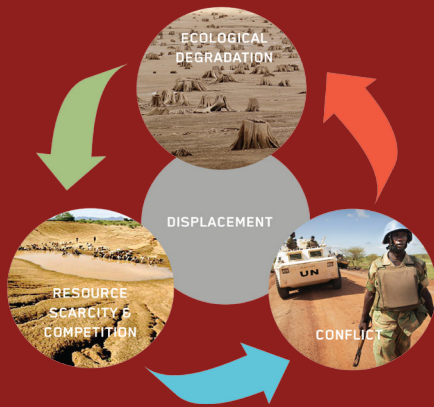 ECOLOGICAL
DEGRADATION
DISPLACEMENT
RESOURCE
SCARCITY &
COMPETITION
UN
CONFLICT